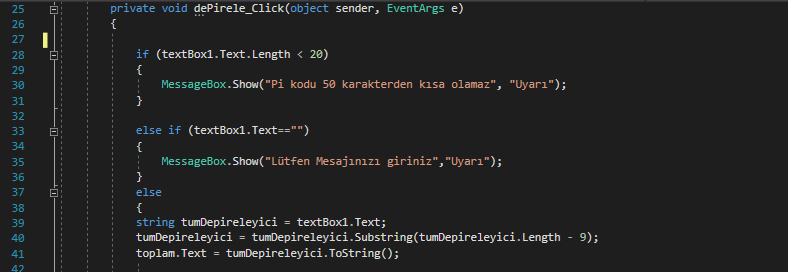 25 private void dePirele_Click(object sender, EventArgs e)
26 {
27
28 if (textBox1.Text.Length < 20)
29 {
30 MessageBox.Show("Pi kodu 50 karakterden kısa olamaz", "Uyarı");
31 }
32
33 else if (textBox1.Text=="")
34 {
35 MessageBox.Show("Lütfen Mesajınızı giriniz","Uyarı");
36 }
37 else
38 {
39 string tumDepireleyici = textBox1.Text;
40 tumDepireleyici = tumDepireleyici.Substring(tumDepireleyici.Length - 9);
41 toplam.Text = tumDepireleyici.ToString();
42